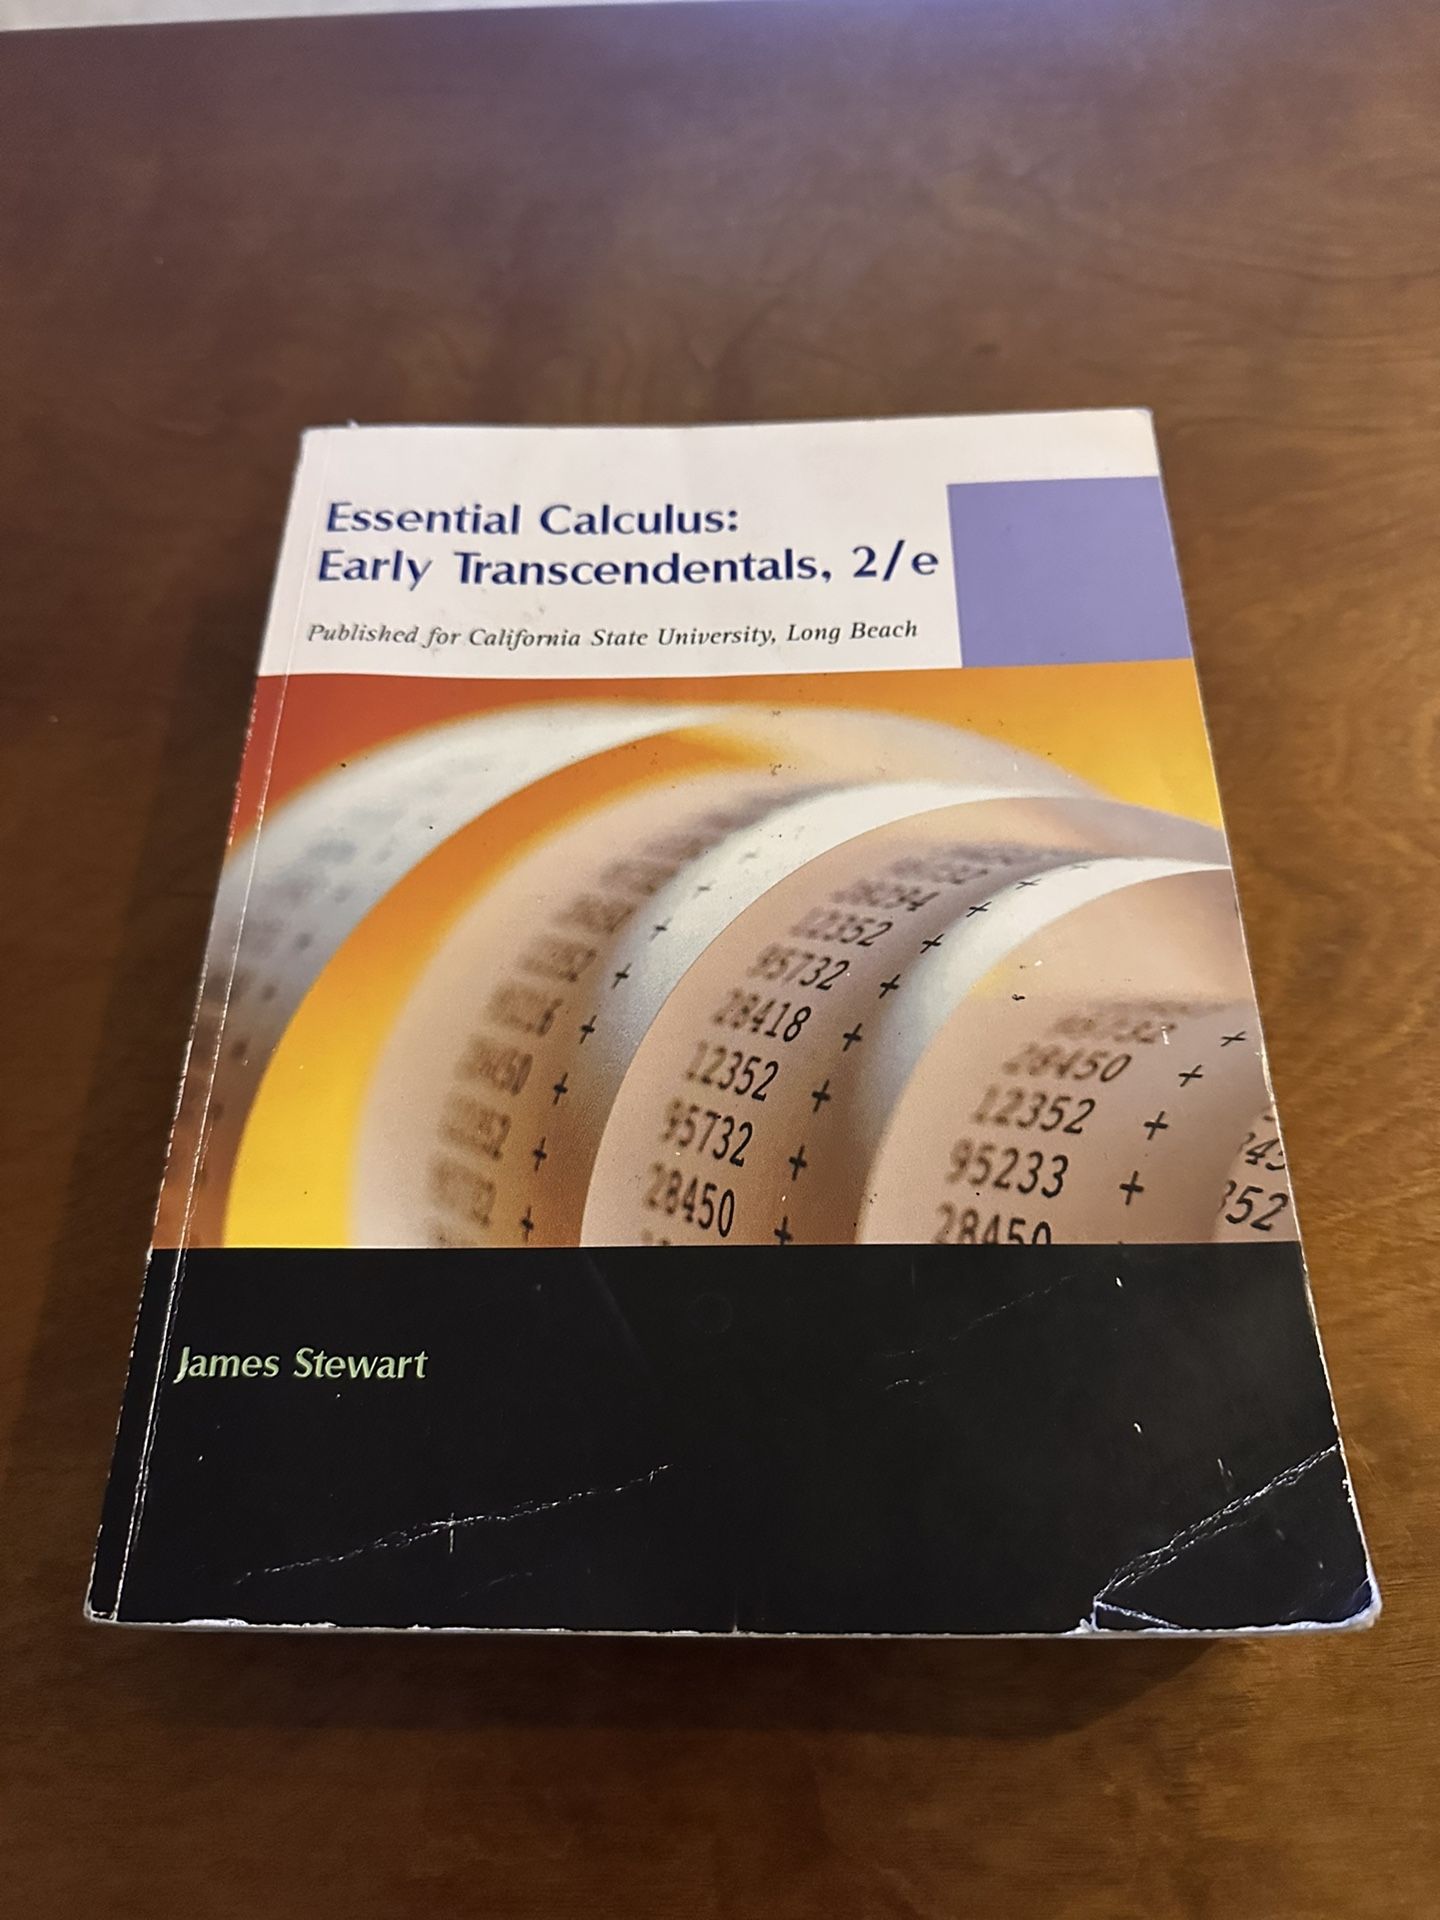 Essential Calculus:
Early Transcendentals, 2/e
Published for California State University, Long Beach
12352 +
95732 +
28418 +
12352 +
95732 +
28450 +
28450 +
12352 +
95233 +
28450
James Stewart